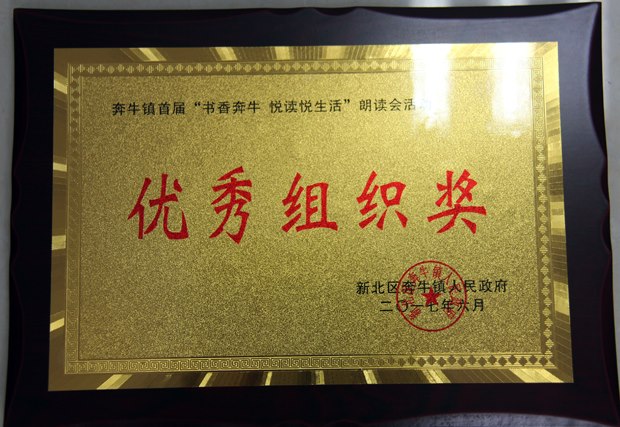 奔牛镇首届“书香奔牛 悦读悦生活”朗读会活
优秀组织奖
新北区奔牛镇人民政府
二〇一七年六月